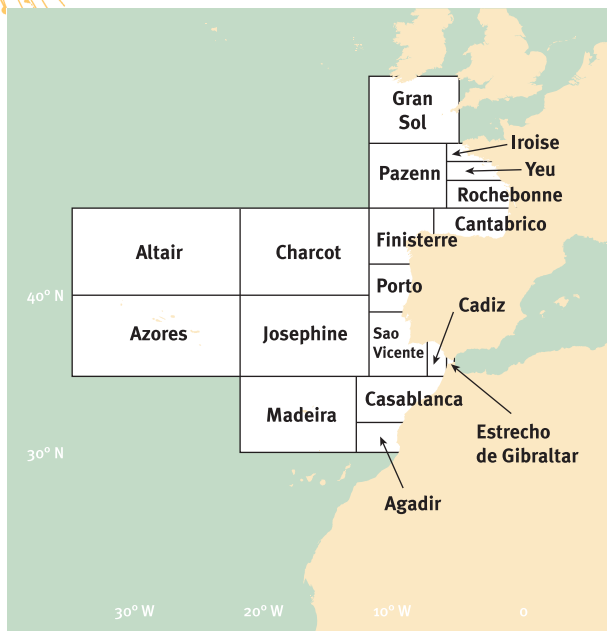 Gran
Sol
Iroise
Pazenn
Yeu
Rochebonne
Cantabrico
Finisterre
Altair
Charcot
Porto
40° N
Cadiz
Azores
Josephine
Sao
Vicente
Casablanca
Madeira
Estrecho
de Gibraltar
30° N
Agadir
30° W
20° W
10° W
0